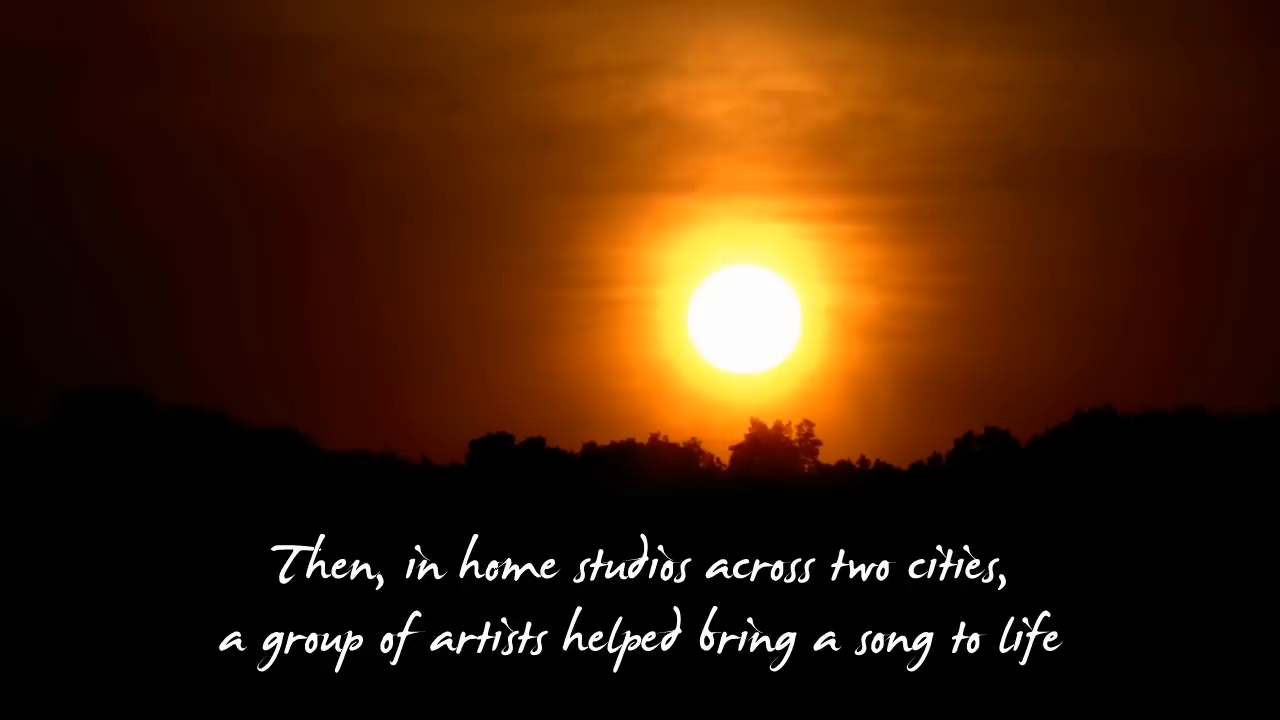 Then, in home studios across two cities,
a group of artists helped bring a song to life